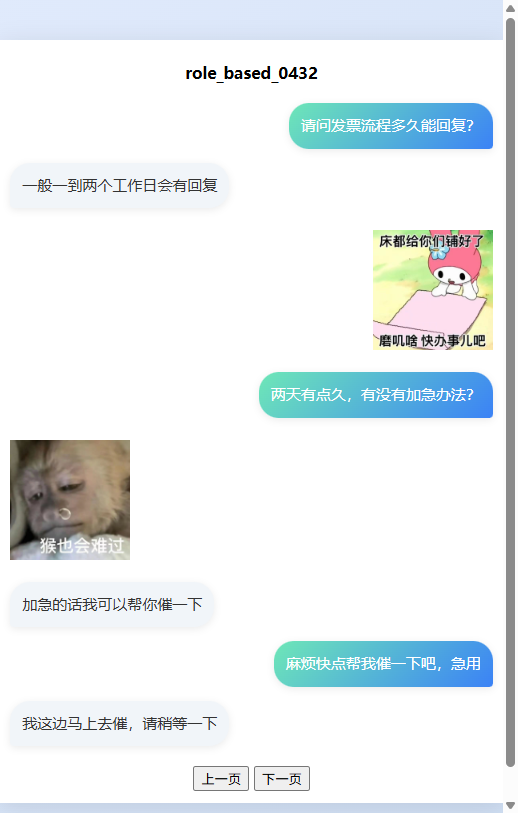 role_based_0432
请问发票流程多久能回复？
一般一到两个工作日会有回复
床都给你们铺好了
磨叽啥 快办事儿吧
两天有点久，有没有加急办法？
猴也会难过
加急的话我可以帮你催一下
麻烦快点帮我催一下吧，急用
我这边马上去催，请稍等一下
上一页 下一页